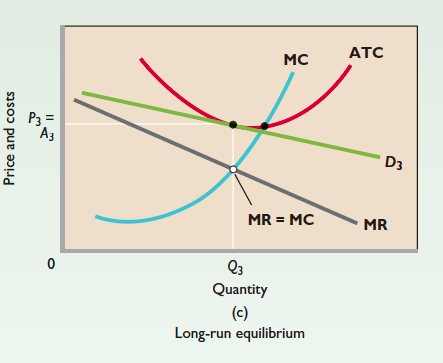 MC
ATC
Price and costs
P3 =
A3
D3
MR = MC
MR
0
Q3
Quantity
(c)
Long-run equilibrium